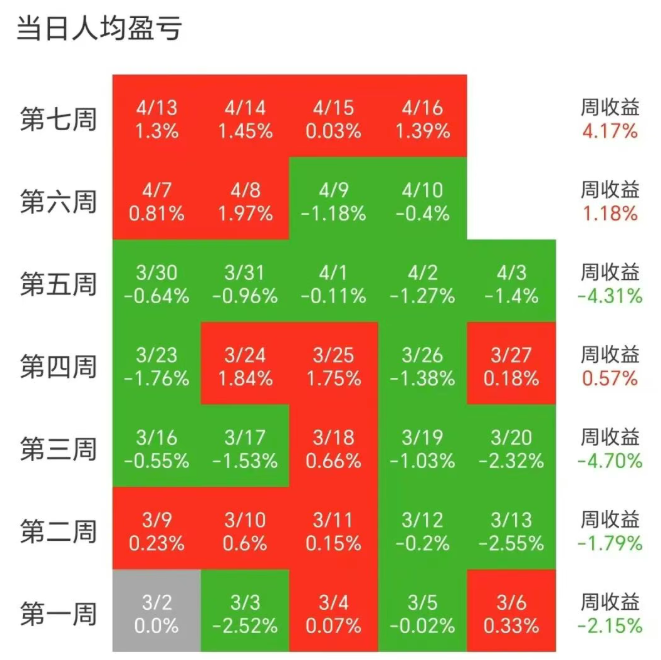 当日人均盈亏
第七周
4/13 4/14 4/15 4/16
1.3% 1.45% 0.03% 1.39%
周收益
4.17%
第六周
4/7 4/8 4/9 4/10
0.81% 1.97% -1.18% -0.4%
周收益
1.18%
第五周
3/30 3/31 4/1 4/2 4/3
-0.64% -0.96% -0.11% -1.27% -1.4%
周收益
-4.31%
第四周
3/23 3/24 3/25 3/26 3/27
-1.76% 1.84% 1.75% -1.38% 0.18%
周收益
0.57%
第三周
3/16 3/17 3/18 3/19 3/20
-0.55% -1.53% 0.66% -1.03% -2.32%
周收益
-4.70%
第二周
3/9 3/10 3/11 3/12 3/13
0.23% 0.6% 0.15% -0.2% -2.55%
周收益
-1.79%
第一周
3/2 3/3 3/4 3/5 3/6
0.0% -2.52% 0.07% -0.02% 0.33%
周收益
-2.15%